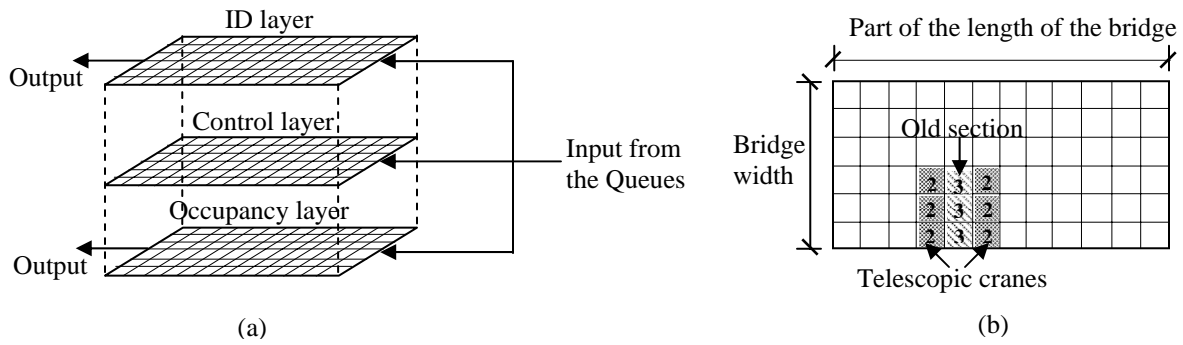 ID layer
Output
Control layer
Input from
the Queues
Occupancy layer
Output
(a)
Part of the length of the bridge
Old section
Bridge
width
2 3 2
2 3 2
2 3 2
Telescopic cranes
(b)